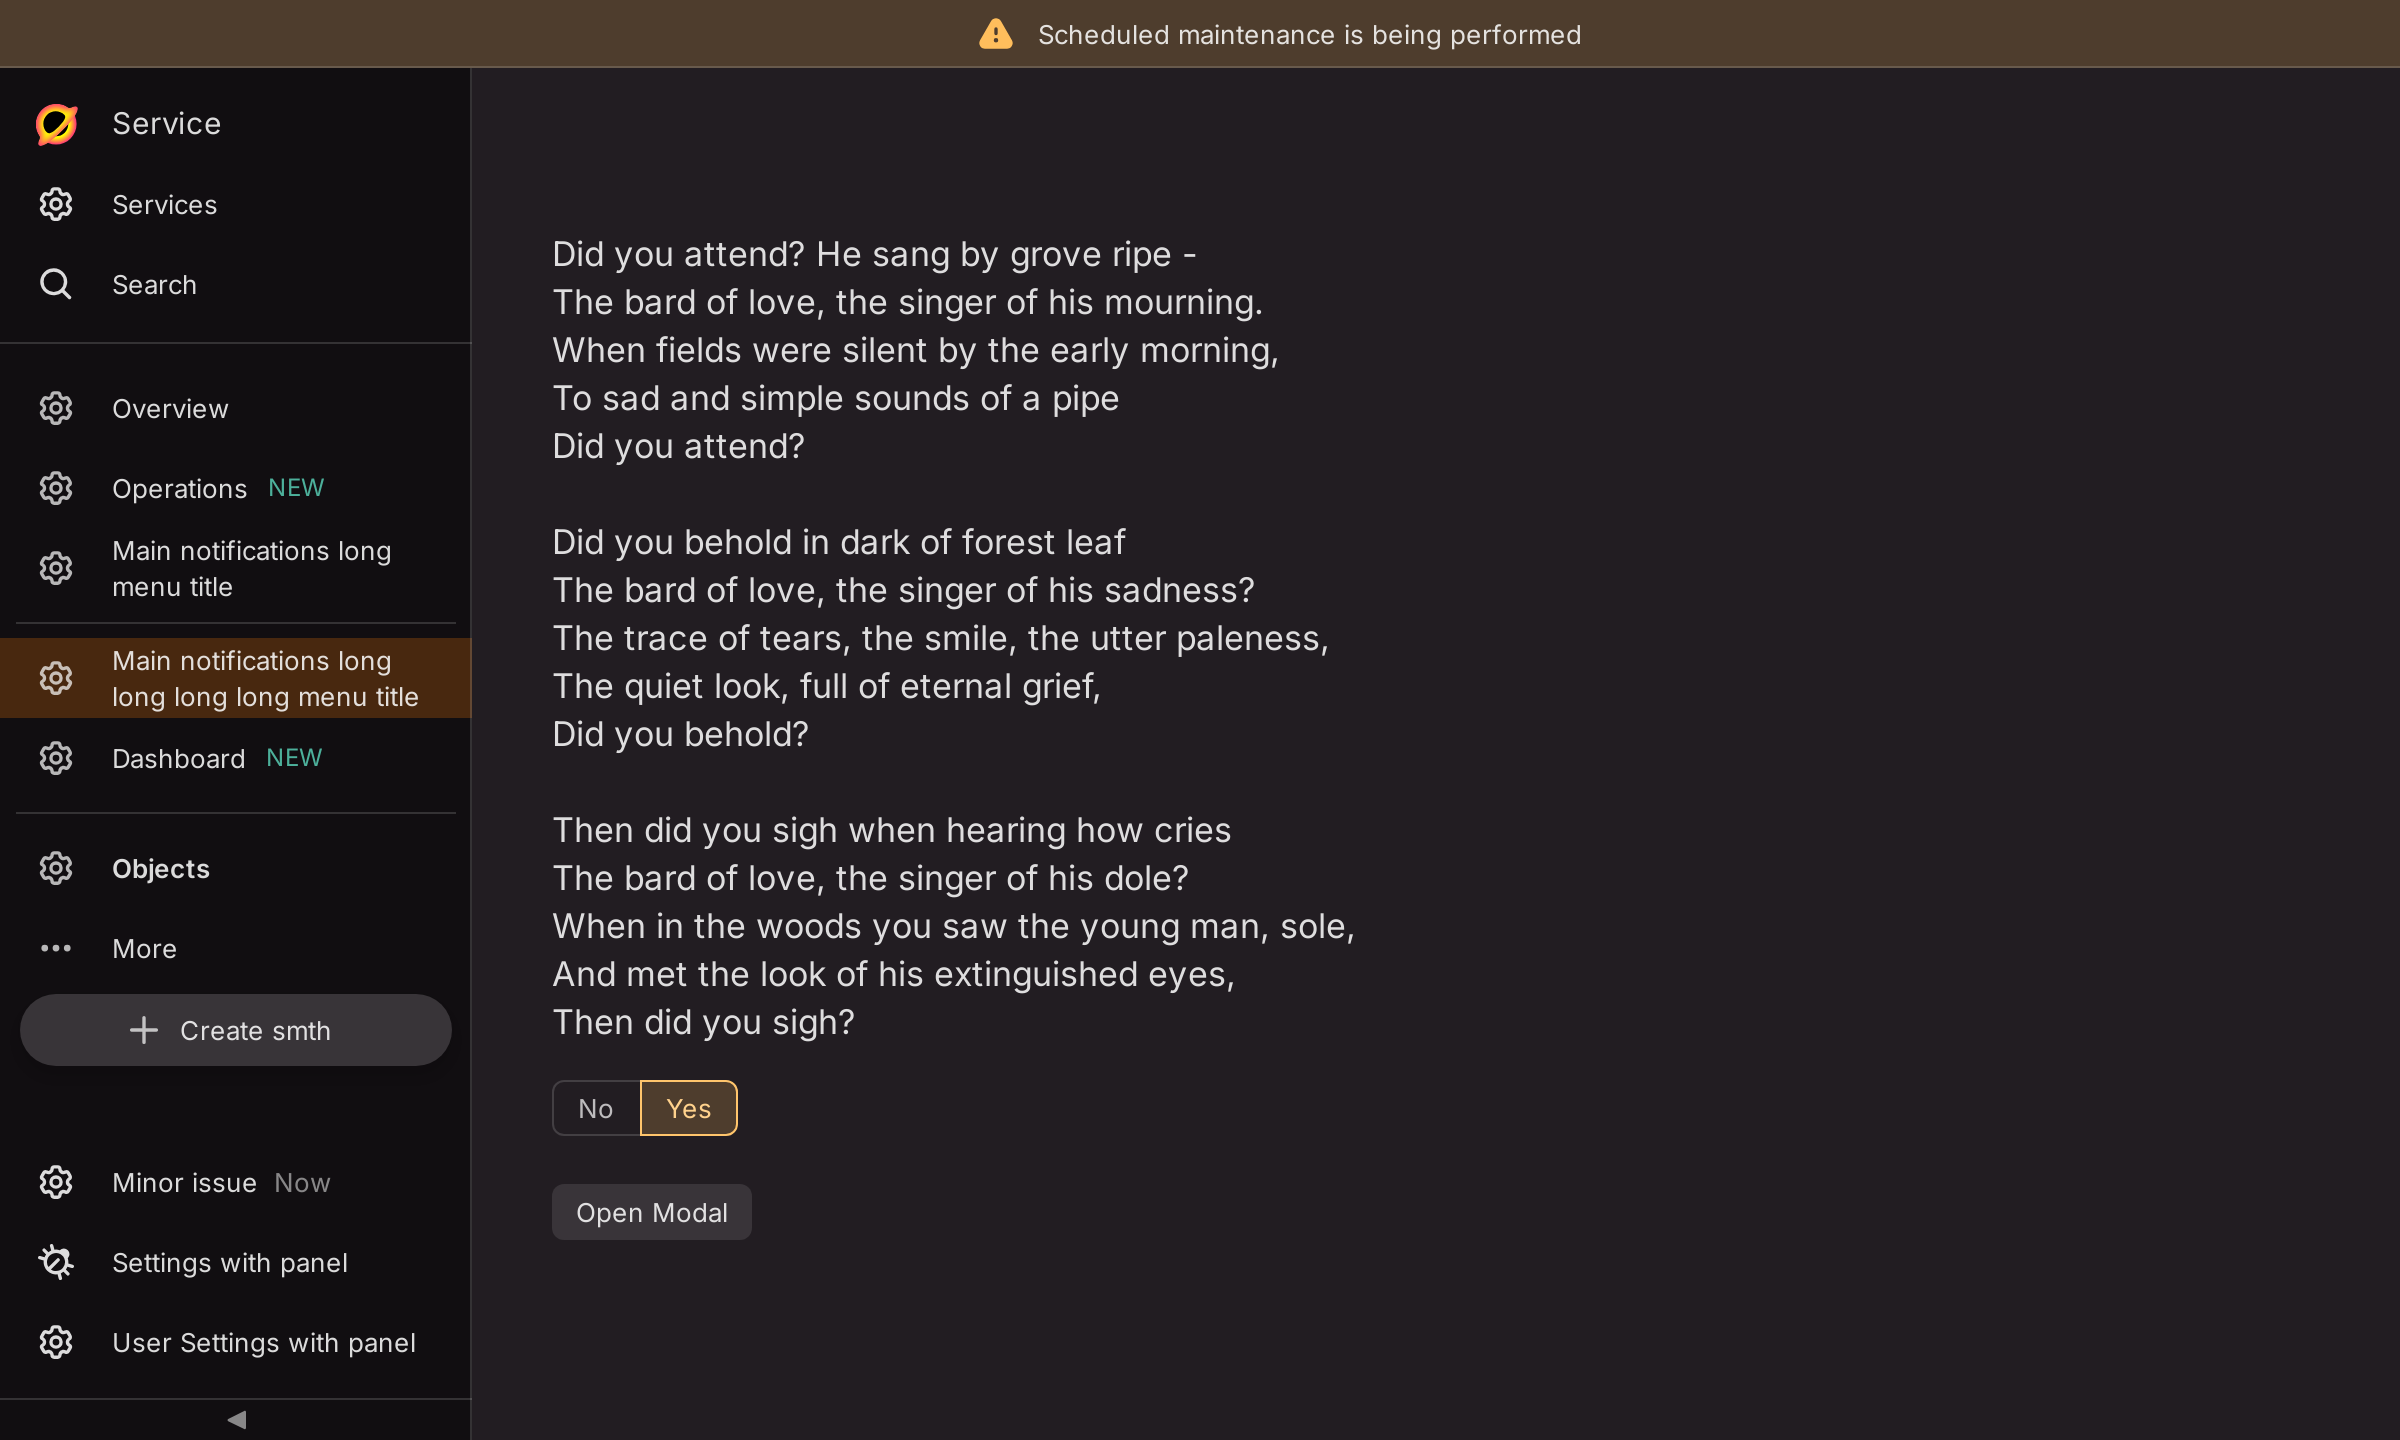 Scheduled maintenance is being performed
Service
Services
Search
Overview
Operations NEW
Main notifications long
menu title
Main notifications long
long long long menu title
Dashboard NEW
Objects
More
Create smth
Minor issue Now
Settings with panel
User Settings with panel
Did you attend? He sang by grove ripe -
The bard of love, the singer of his mourning.
When fields were silent by the early morning,
To sad and simple sounds of a pipe
Did you attend?
Did you behold in dark of forest leaf
The bard of love, the singer of his sadness?
The trace of tears, the smile, the utter paleness,
The quiet look, full of eternal grief,
Did you behold?
Then did you sigh when hearing how cries
The bard of love, the singer of his dole?
When in the woods you saw the young man, sole,
And met the look of his extinguished eyes,
Then did you sigh?
No Yes
Open Modal